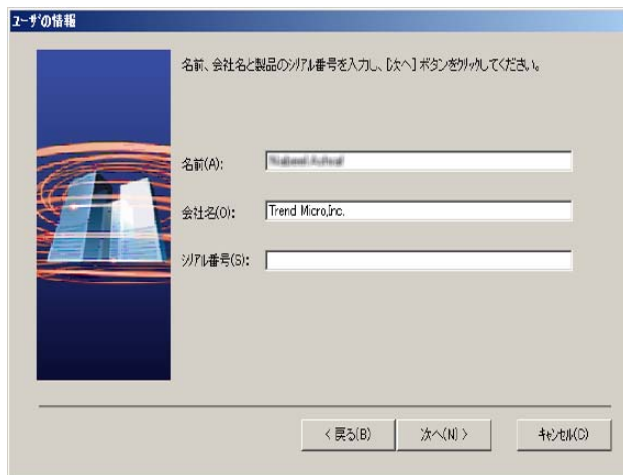 ユーザの情報
名前、会社名と製品のシリアル番号を入力し、[次へ] ボタンをクリックしてください。
名前(A):
会社名(O): Trend Micro,Inc.
シリアル番号(S):
< 戻る(B) 次へ(N) > キャンセル(C)